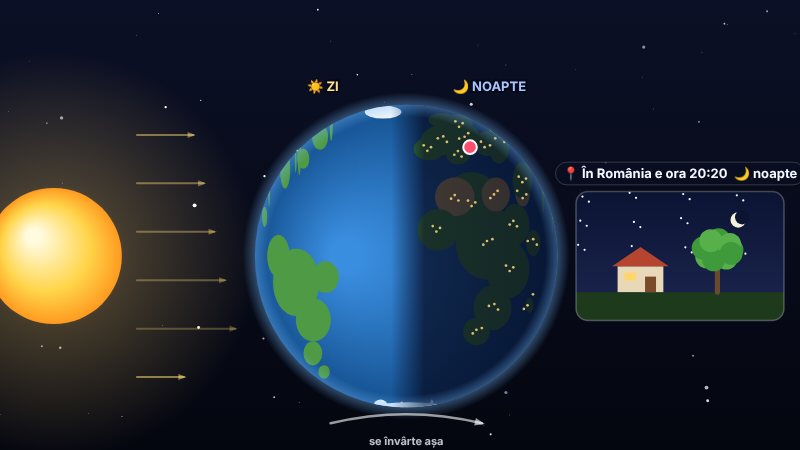 ☀️ ZI
🌙 NOAPTE
📍 În România e ora 20:20 🌙 noapte
se învârte așa